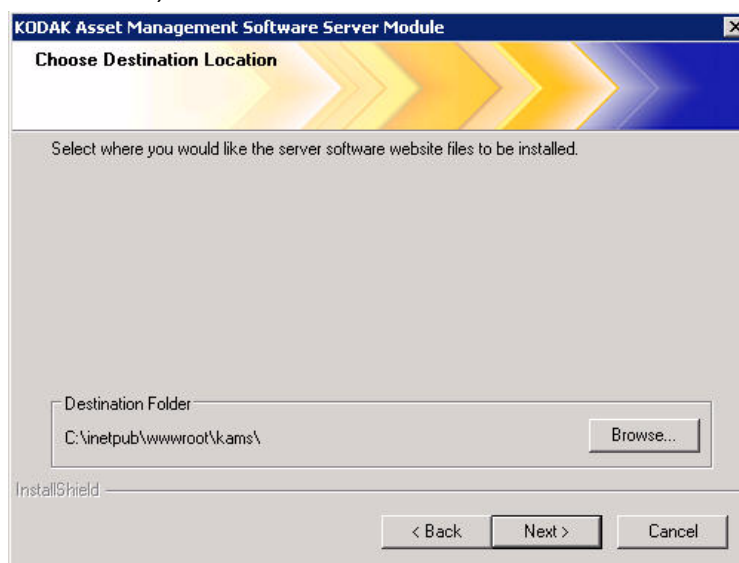 KODAK Asset Management Software Server Module
Choose Destination Location
Select where you would like the server software website files to be installed.
Destination Folder
C:\inetpub\wwwroot\kams\
Browse...
InstallShield
< Back
Next >
Cancel